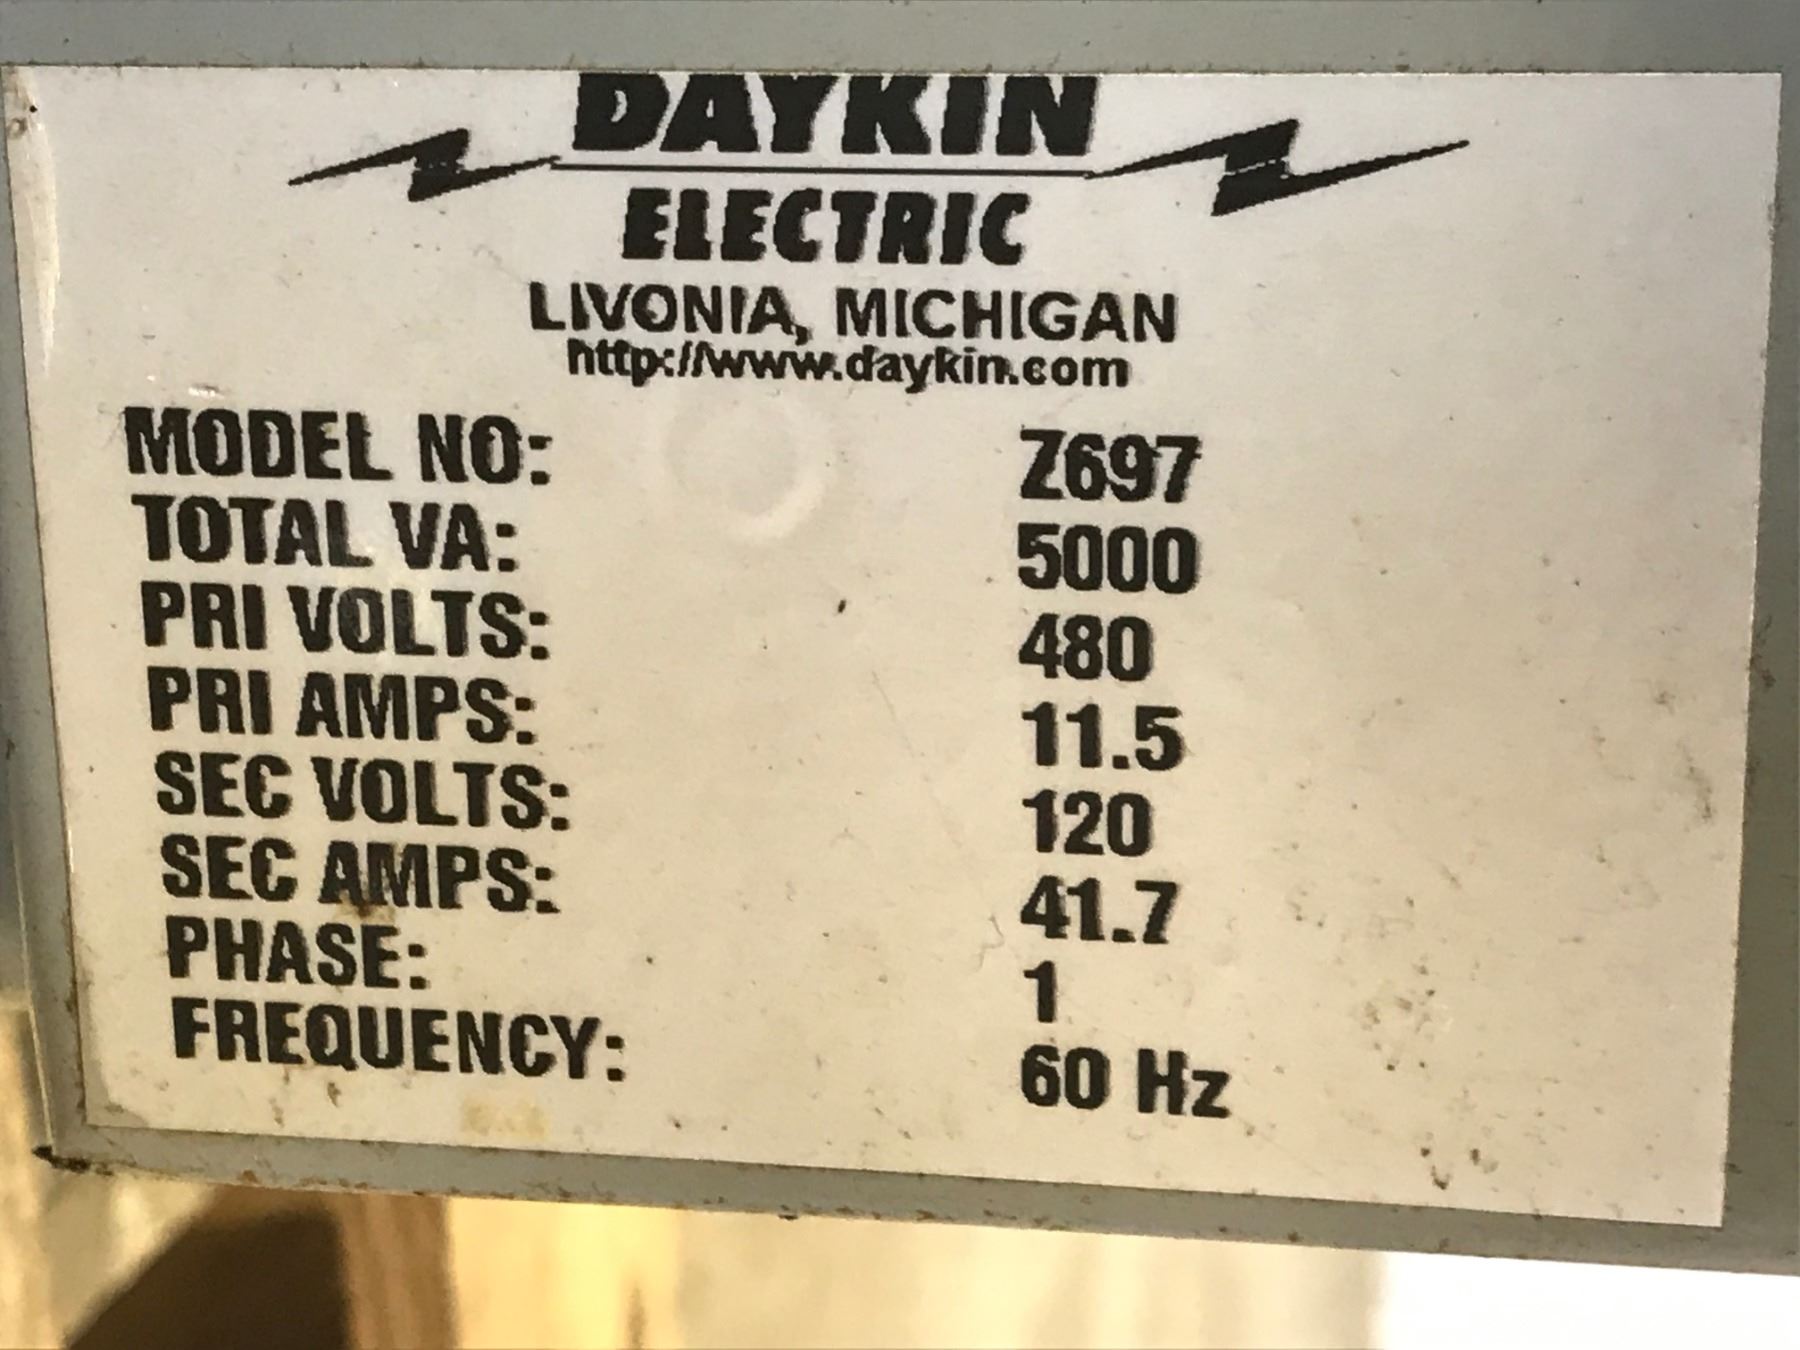 DAYKIN
ELECTRIC
LIVONIA, MICHIGAN
http://www.daykin.com
MODEL NO: Z697
TOTAL VA: 5000
PRI VOLTS: 480
PRI AMPS: 11.5
SEC VOLTS: 120
SEC AMPS: 41.7
PHASE: 1
FREQUENCY: 60 Hz